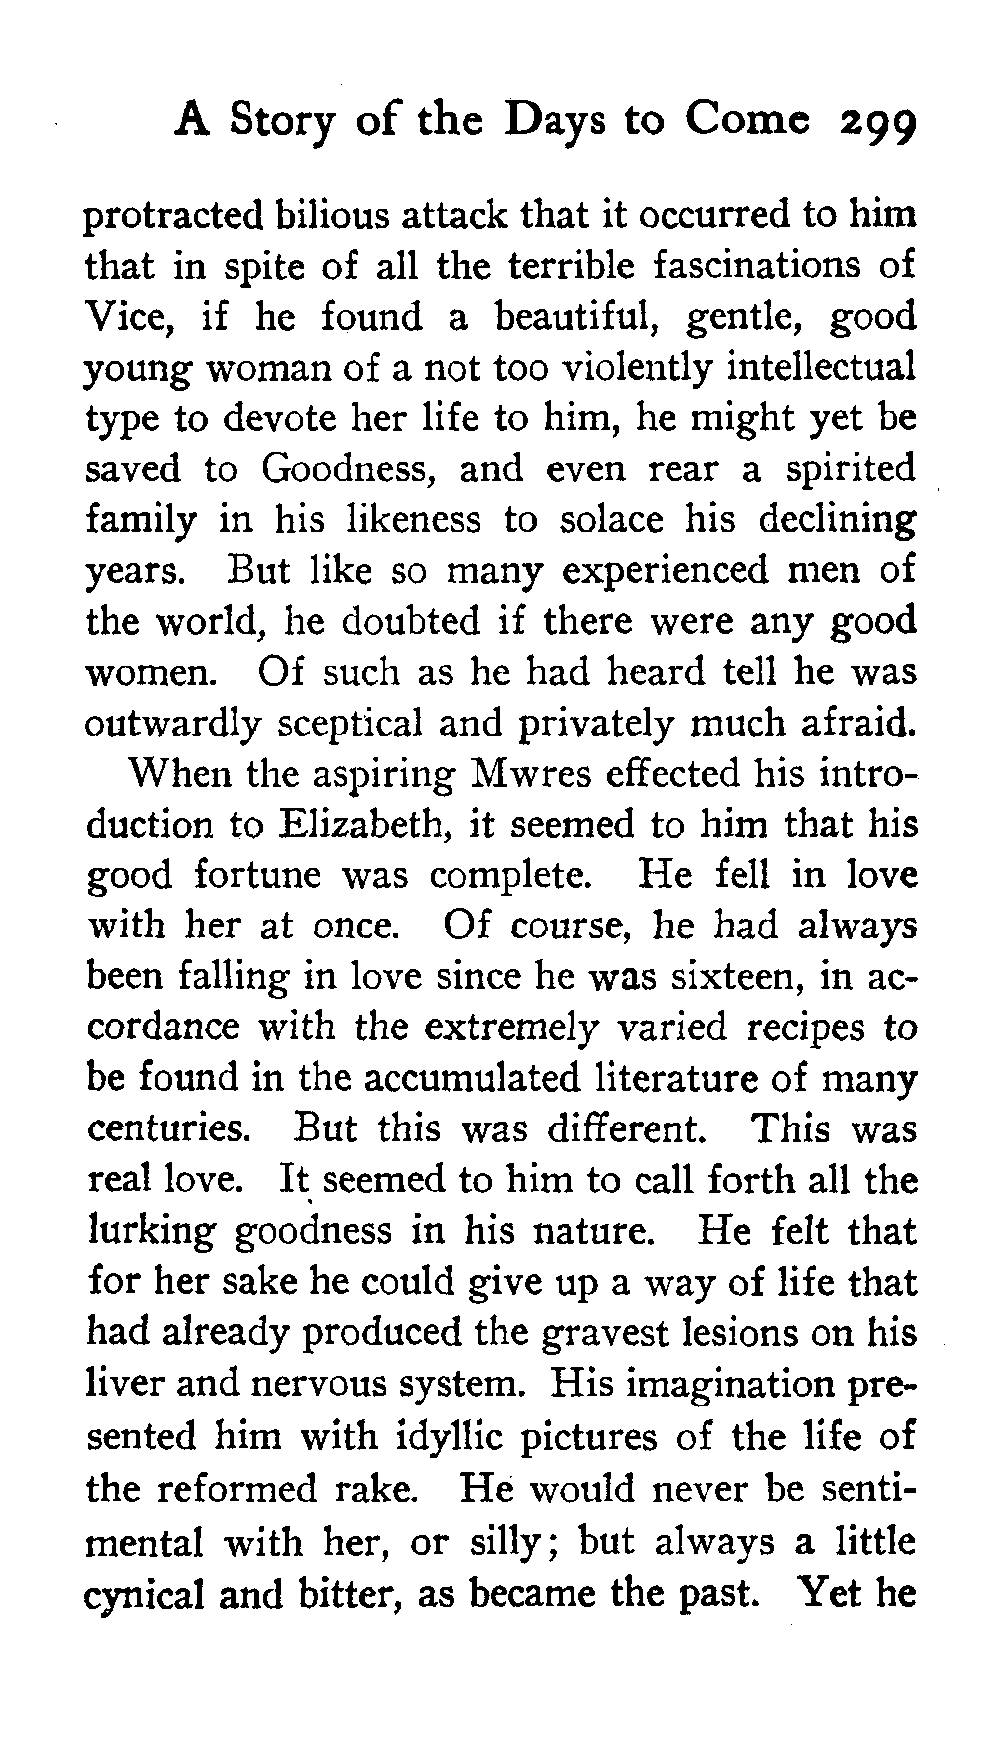 A Story of the Days to Come 299
protracted bilious attack that it occurred to him
that in spite of all the terrible fascinations of
Vice, if he found a beautiful, gentle, good
young woman of a not too violently intellectual
type to devote her life to him, he might yet be
saved to Goodness, and even rear a spirited
family in his likeness to solace his declining
years. But like so many experienced men of
the world, he doubted if there were any good
women. Of such as he had heard tell he was
outwardly sceptical and privately much afraid.
When the aspiring Mwres effected his intro-
duction to Elizabeth, it seemed to him that his
good fortune was complete. He fell in love
with her at once. Of course, he had always
been falling in love since he was sixteen, in ac-
cordance with the extremely varied recipes to
be found in the accumulated literature of many
centuries. But this was different. This was
real love. It seemed to him to call forth all the
lurking goodness in his nature. He felt that
for her sake he could give up a way of life that
had already produced the gravest lesions on his
liver and nervous system. His imagination pre-
sented him with idyllic pictures of the life of
the reformed rake. He would never be senti-
mental with her, or silly; but always a little
cynical and bitter, as became the past. Yet he